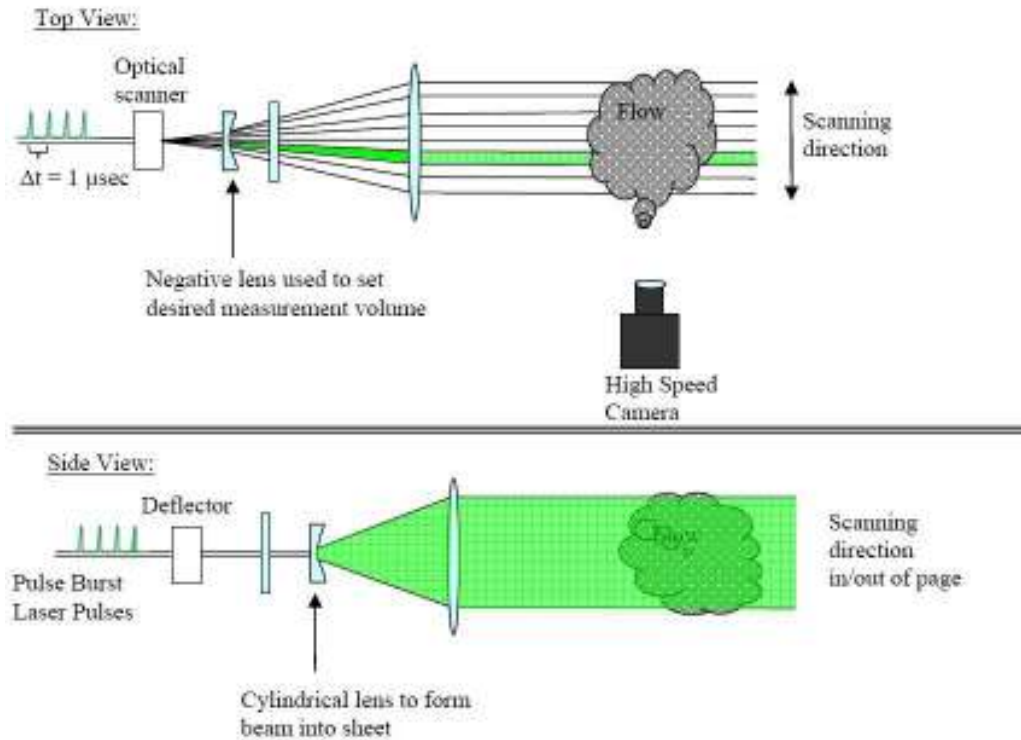 Top View:
Optical
scanner
Flow
Scanning
direction
Δt = 1 μsec
Negative lens used to set
desired measurement volume
High Speed
Camera
Side View:
Deflector
Flow
Scanning
direction
in/out of page
Pulse Burst
Laser Pulses
Cylindrical lens to form
beam into sheet